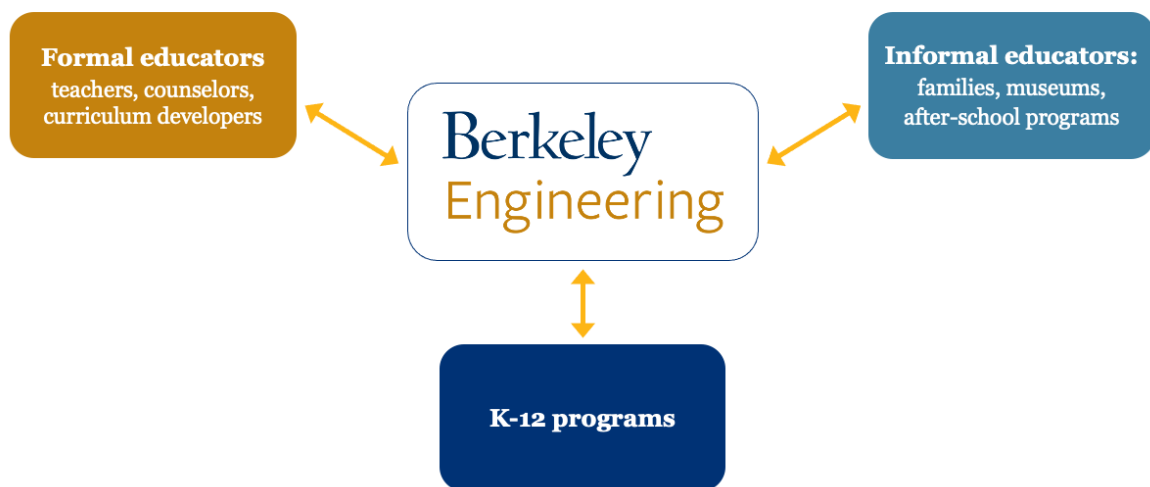 Formal educators
teachers, counselors,
curriculum developers
Informal educators:
families, museums,
after-school programs
Berkeley
Engineering
K-12 programs